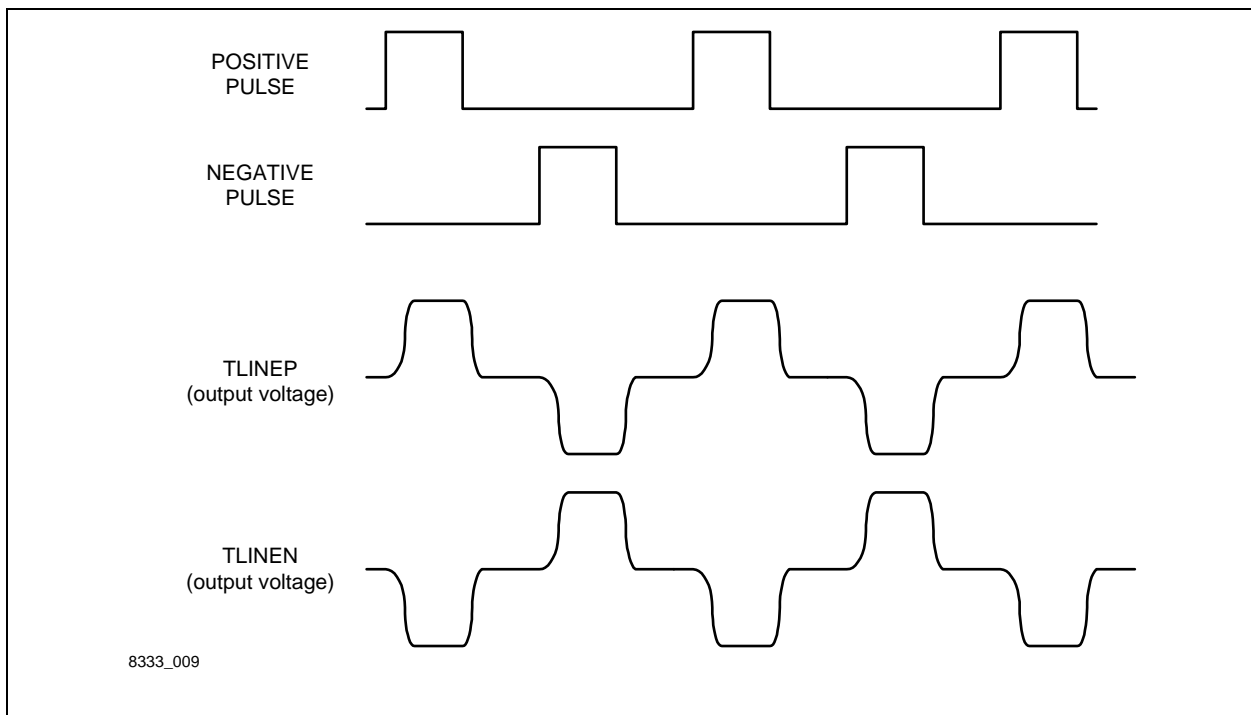 POSITIVE
PULSE
NEGATIVE
PULSE
TLINEP
(output voltage)
TLINEN
(output voltage)
8333_009